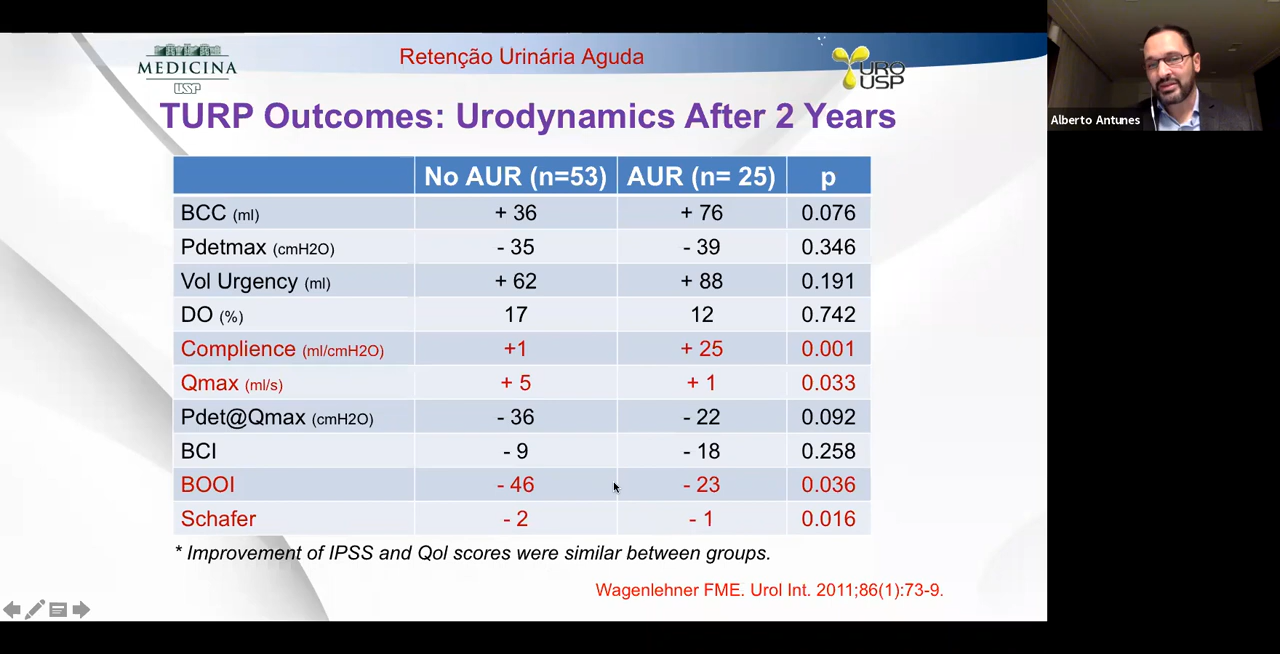 MEDICINA
USP
Retenção Urinária Aguda
URO
USP
Alberto Antunes
TURP Outcomes: Urodynamics After 2 Years
No AUR (n=53) AUR (n= 25) p
BCC (ml) + 36 + 76 0.076
Pdetmax (cmH2O) - 35 - 39 0.346
Vol Urgency (ml) + 62 + 88 0.191
DO (%) 17 12 0.742
Complience (ml/cmH2O) +1 + 25 0.001
Qmax (ml/s) + 5 + 1 0.033
Pdet@Qmax (cmH2O) - 36 - 22 0.092
BCI - 9 - 18 0.258
BOOI - 46 - 23 0.036
Schafer - 2 - 1 0.016
* Improvement of IPSS and Qol scores were similar between groups.
Wagenlehner FME. Urol Int. 2011;86(1):73-9.